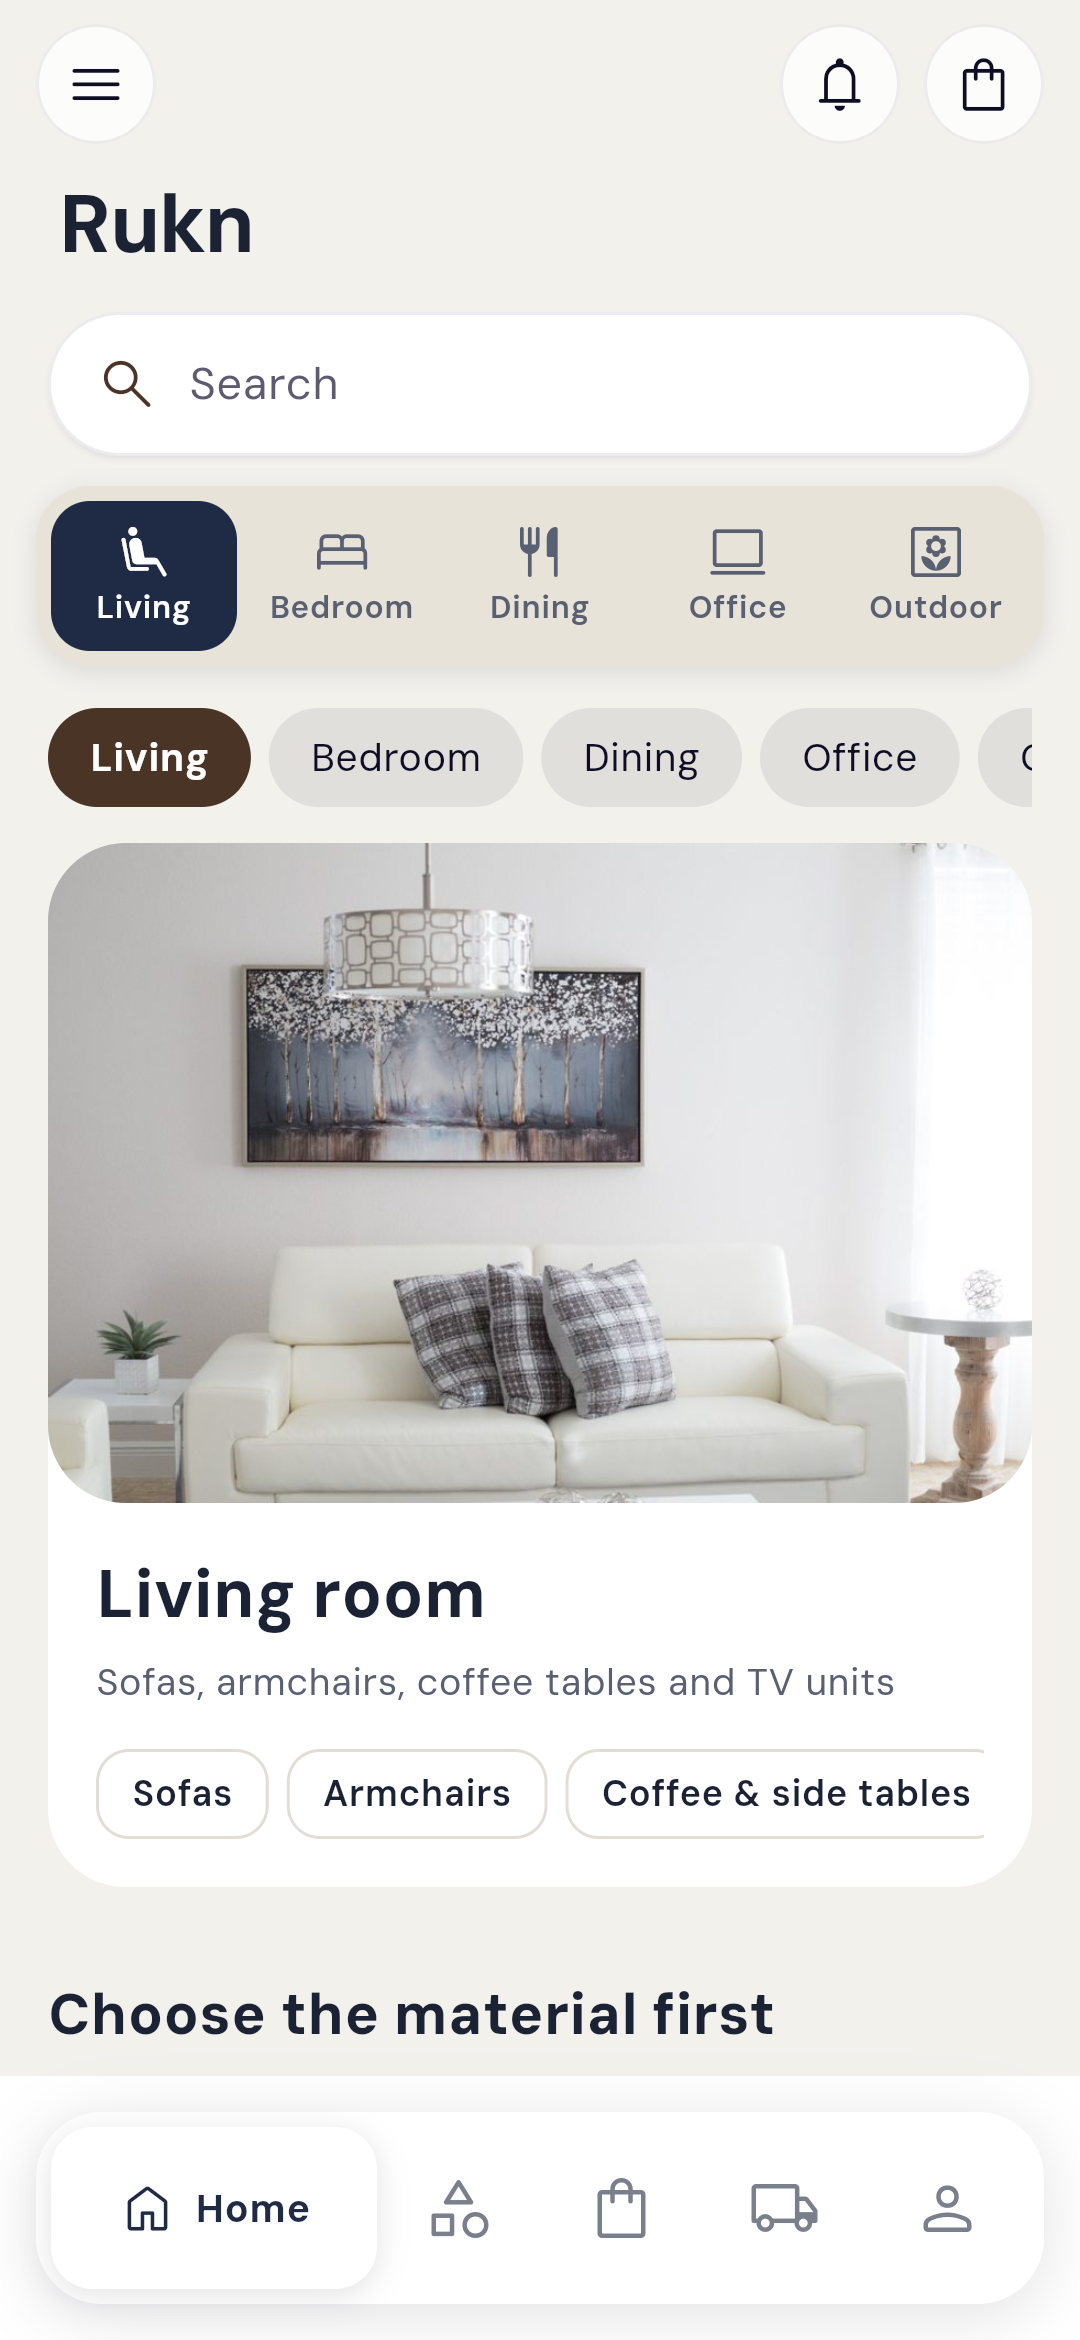 Rukn
Search
Living Bedroom Dining Office Outdoor
Living Bedroom Dining Office
Living room
Sofas, armchairs, coffee tables and TV units
Sofas Armchairs Coffee & side tables
Choose the material first
Home